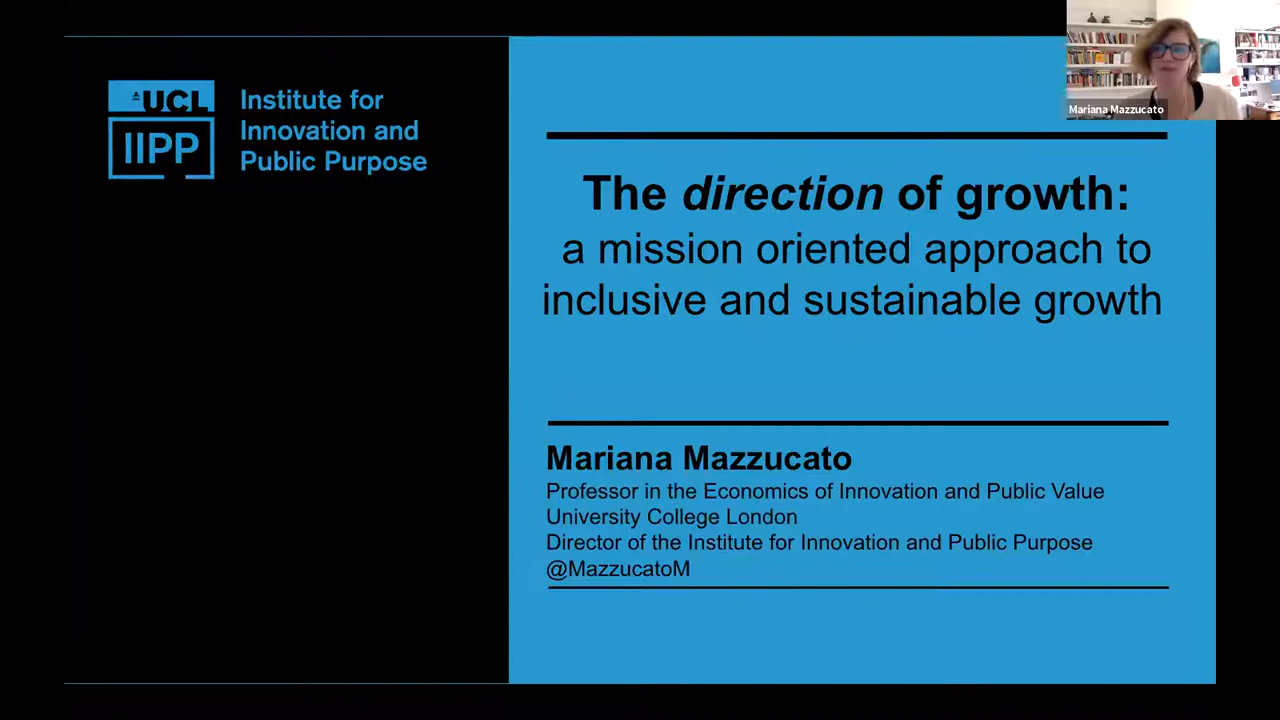 UCL
IIPP
Institute for
Innovation and
Public Purpose
Mariana Mazzucato
The direction of growth:
a mission oriented approach to
inclusive and sustainable growth
Mariana Mazzucato
Professor in the Economics of Innovation and Public Value
University College London
Director of the Institute for Innovation and Public Purpose
@MazzucatoM